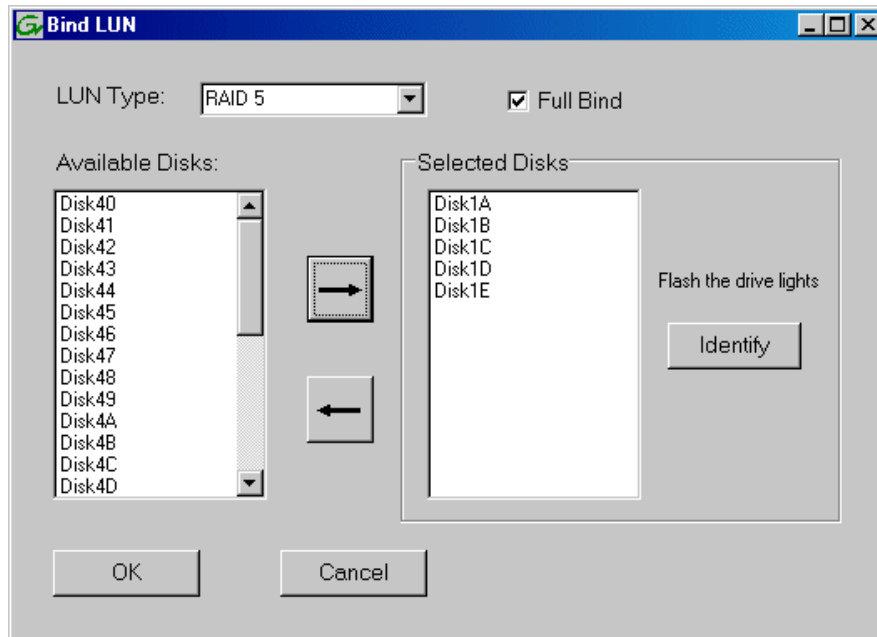 Bind LUN
LUN Type:
RAID 5
Full Bind
Available Disks:
Disk40
Disk41
Disk42
Disk43
Disk44
Disk45
Disk46
Disk47
Disk48
Disk49
Disk4A
Disk4B
Disk4C
Disk4D
Selected Disks
Disk1A
Disk1B
Disk1C
Disk1D
Disk1E
Flash the drive lights
Identify
OK
Cancel